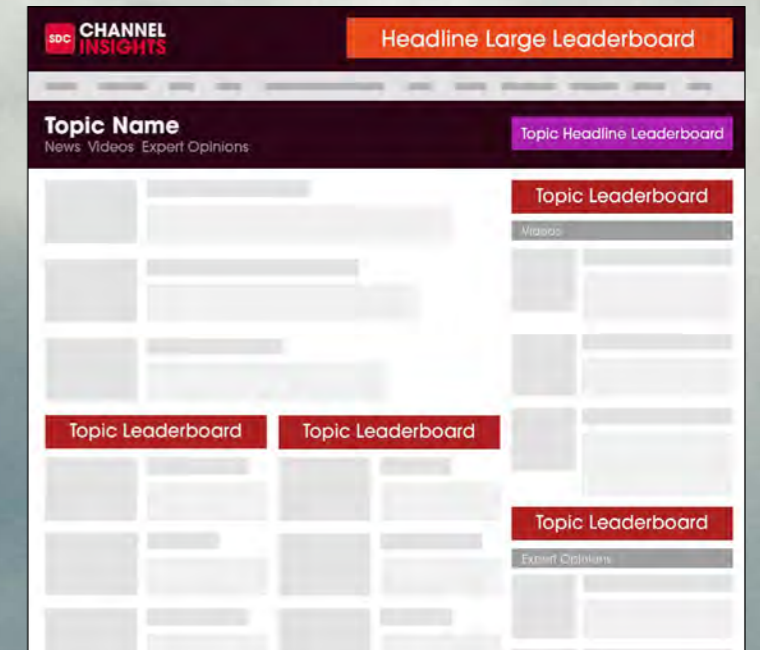 SDC CHANNEL
INSIGHTS
Headline Large Leaderboard
Topic Name
News Videos Expert Opinions
Topic Headline Leaderboard
Topic Leaderboard
Videos
Topic Leaderboard
Topic Leaderboard
Topic Leaderboard
Expert Opinions